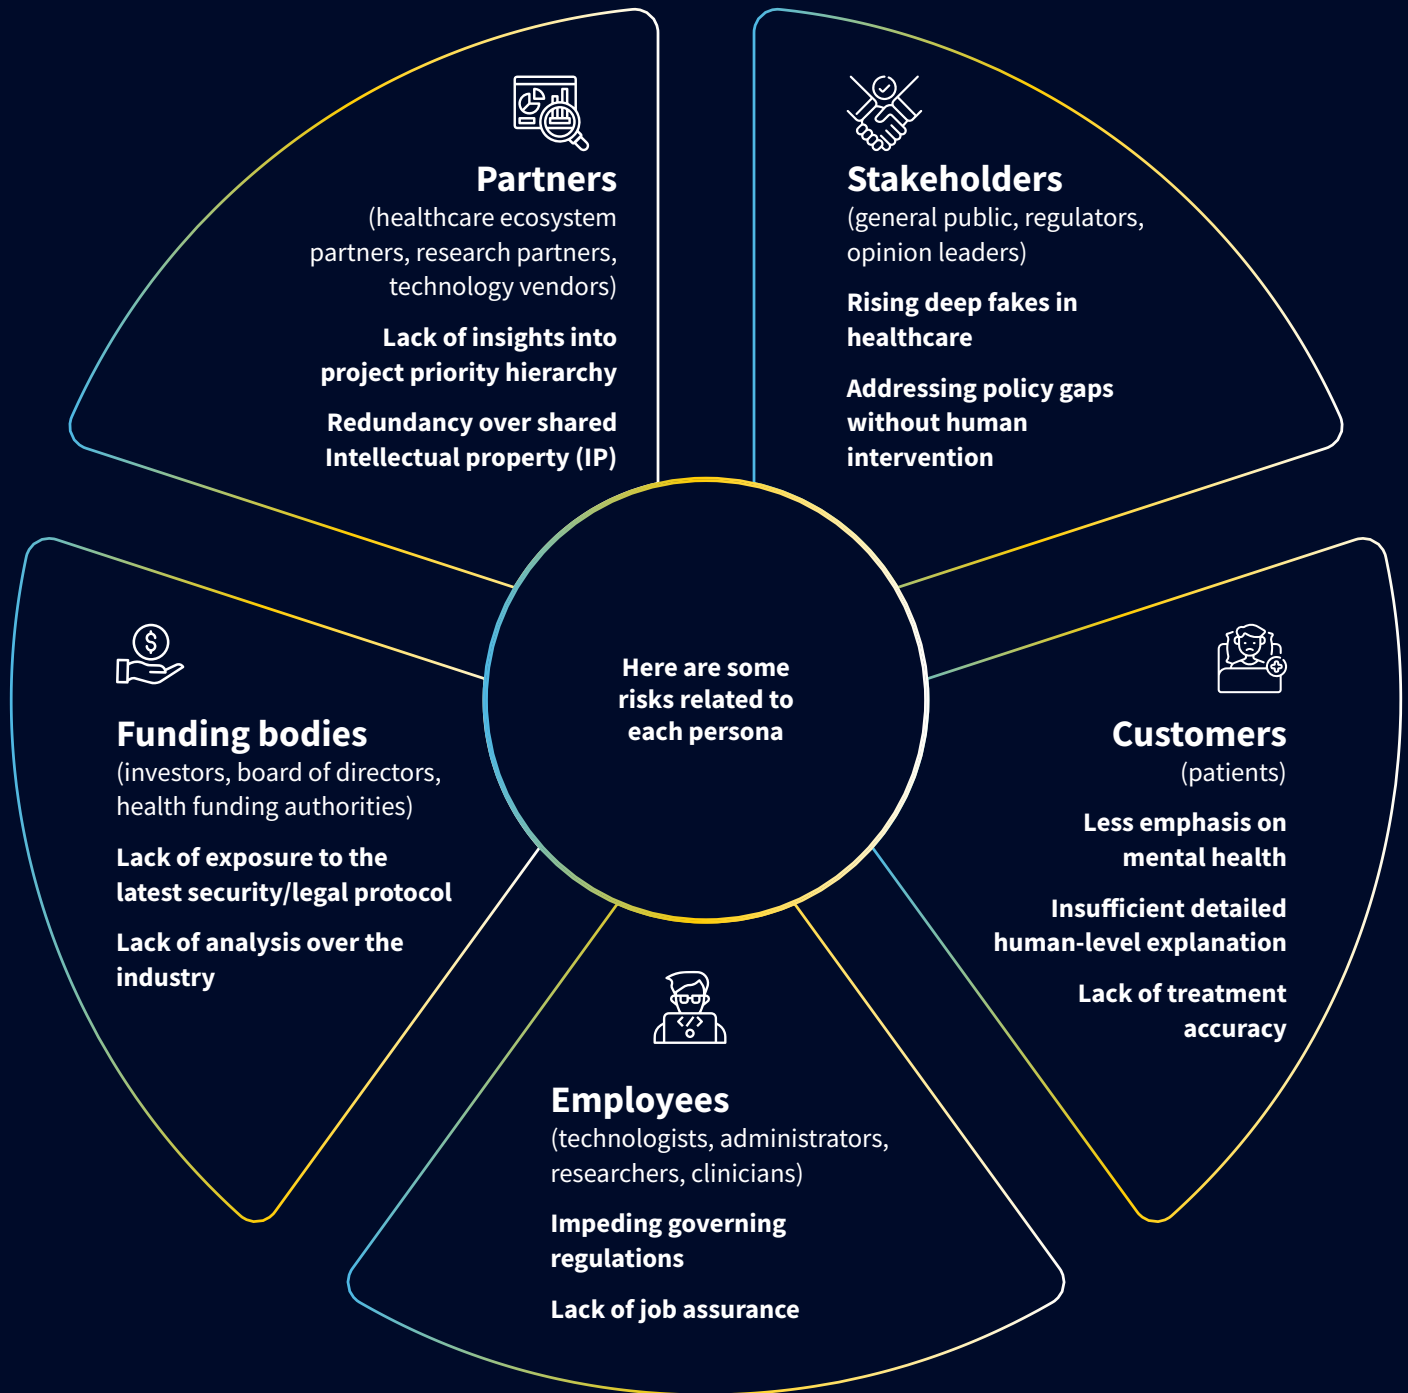 Partners
(healthcare ecosystem
partners, research partners,
technology vendors)
Lack of insights into
project priority hierarchy
Redundancy over shared
Intellectual property (IP)
Stakeholders
(general public, regulators,
opinion leaders)
Rising deep fakes in
healthcare
Addressing policy gaps
without human
intervention
Here are some
risks related to
each persona
Funding bodies
(investors, board of directors,
health funding authorities)
Lack of exposure to the
latest security/legal protocol
Lack of analysis over the
industry
Customers
(patients)
Less emphasis on
mental health
Insufficient detailed
human-level explanation
Lack of treatment
accuracy
Employees
(technologists, administrators,
researchers, clinicians)
Impeding governing
regulations
Lack of job assurance